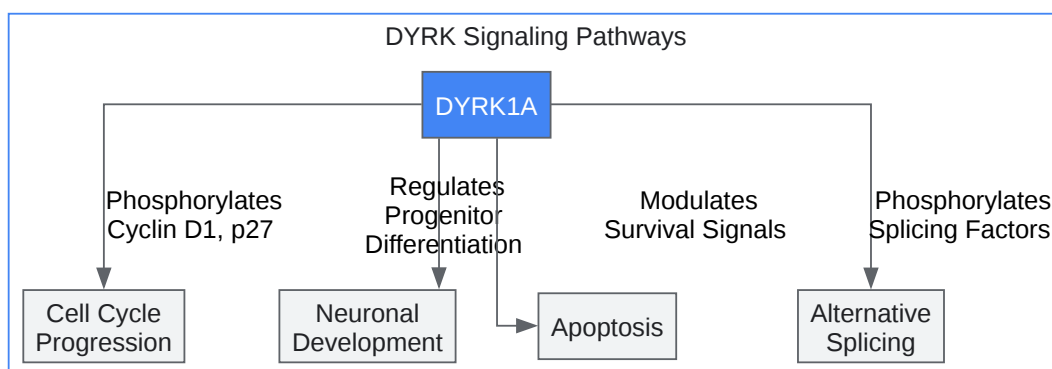 DYRK Signaling Pathways
DYRK1A
Phosphorylates
Cyclin D1, p27
Regulates
Progenitor
Differentiation
Modulates
Survival Signals
Phosphorylates
Splicing Factors
Cell Cycle
Progression
Neuronal
Development
Apoptosis
Alternative
Splicing